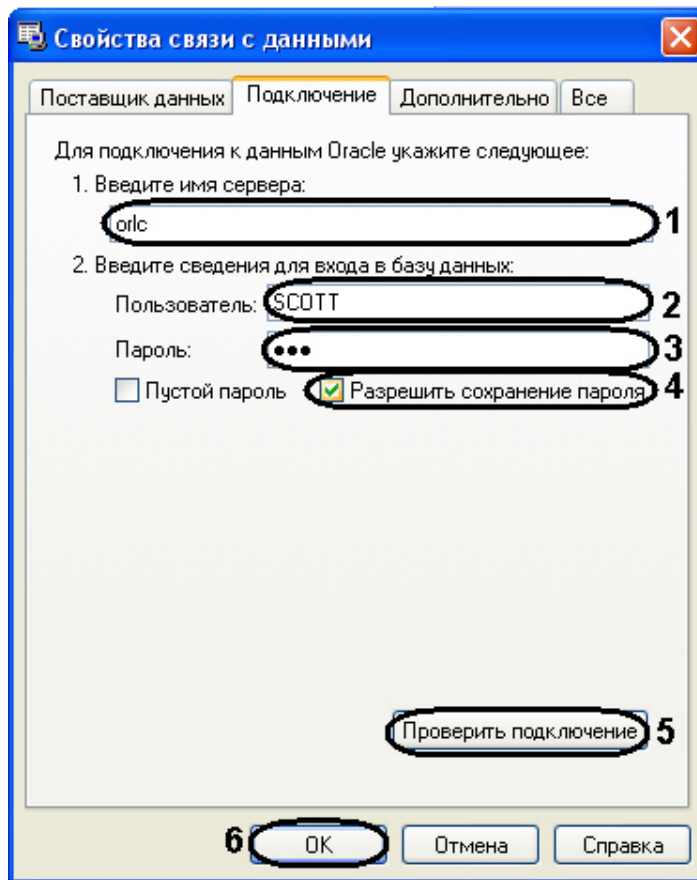 Свойства связи с данными
Поставщик данных Подключение Дополнительно Все
Для подключения к данным Oracle укажите следующее:
1. Введите имя сервера:
orlc 1
2. Введите сведения для входа в базу данных:
Пользователь: SCOTT 2
Пароль: ●●● 3
Пустой пароль Разрешить сохранение пароля 4
Проверить подключение 5
6 ОК Отмена Справка